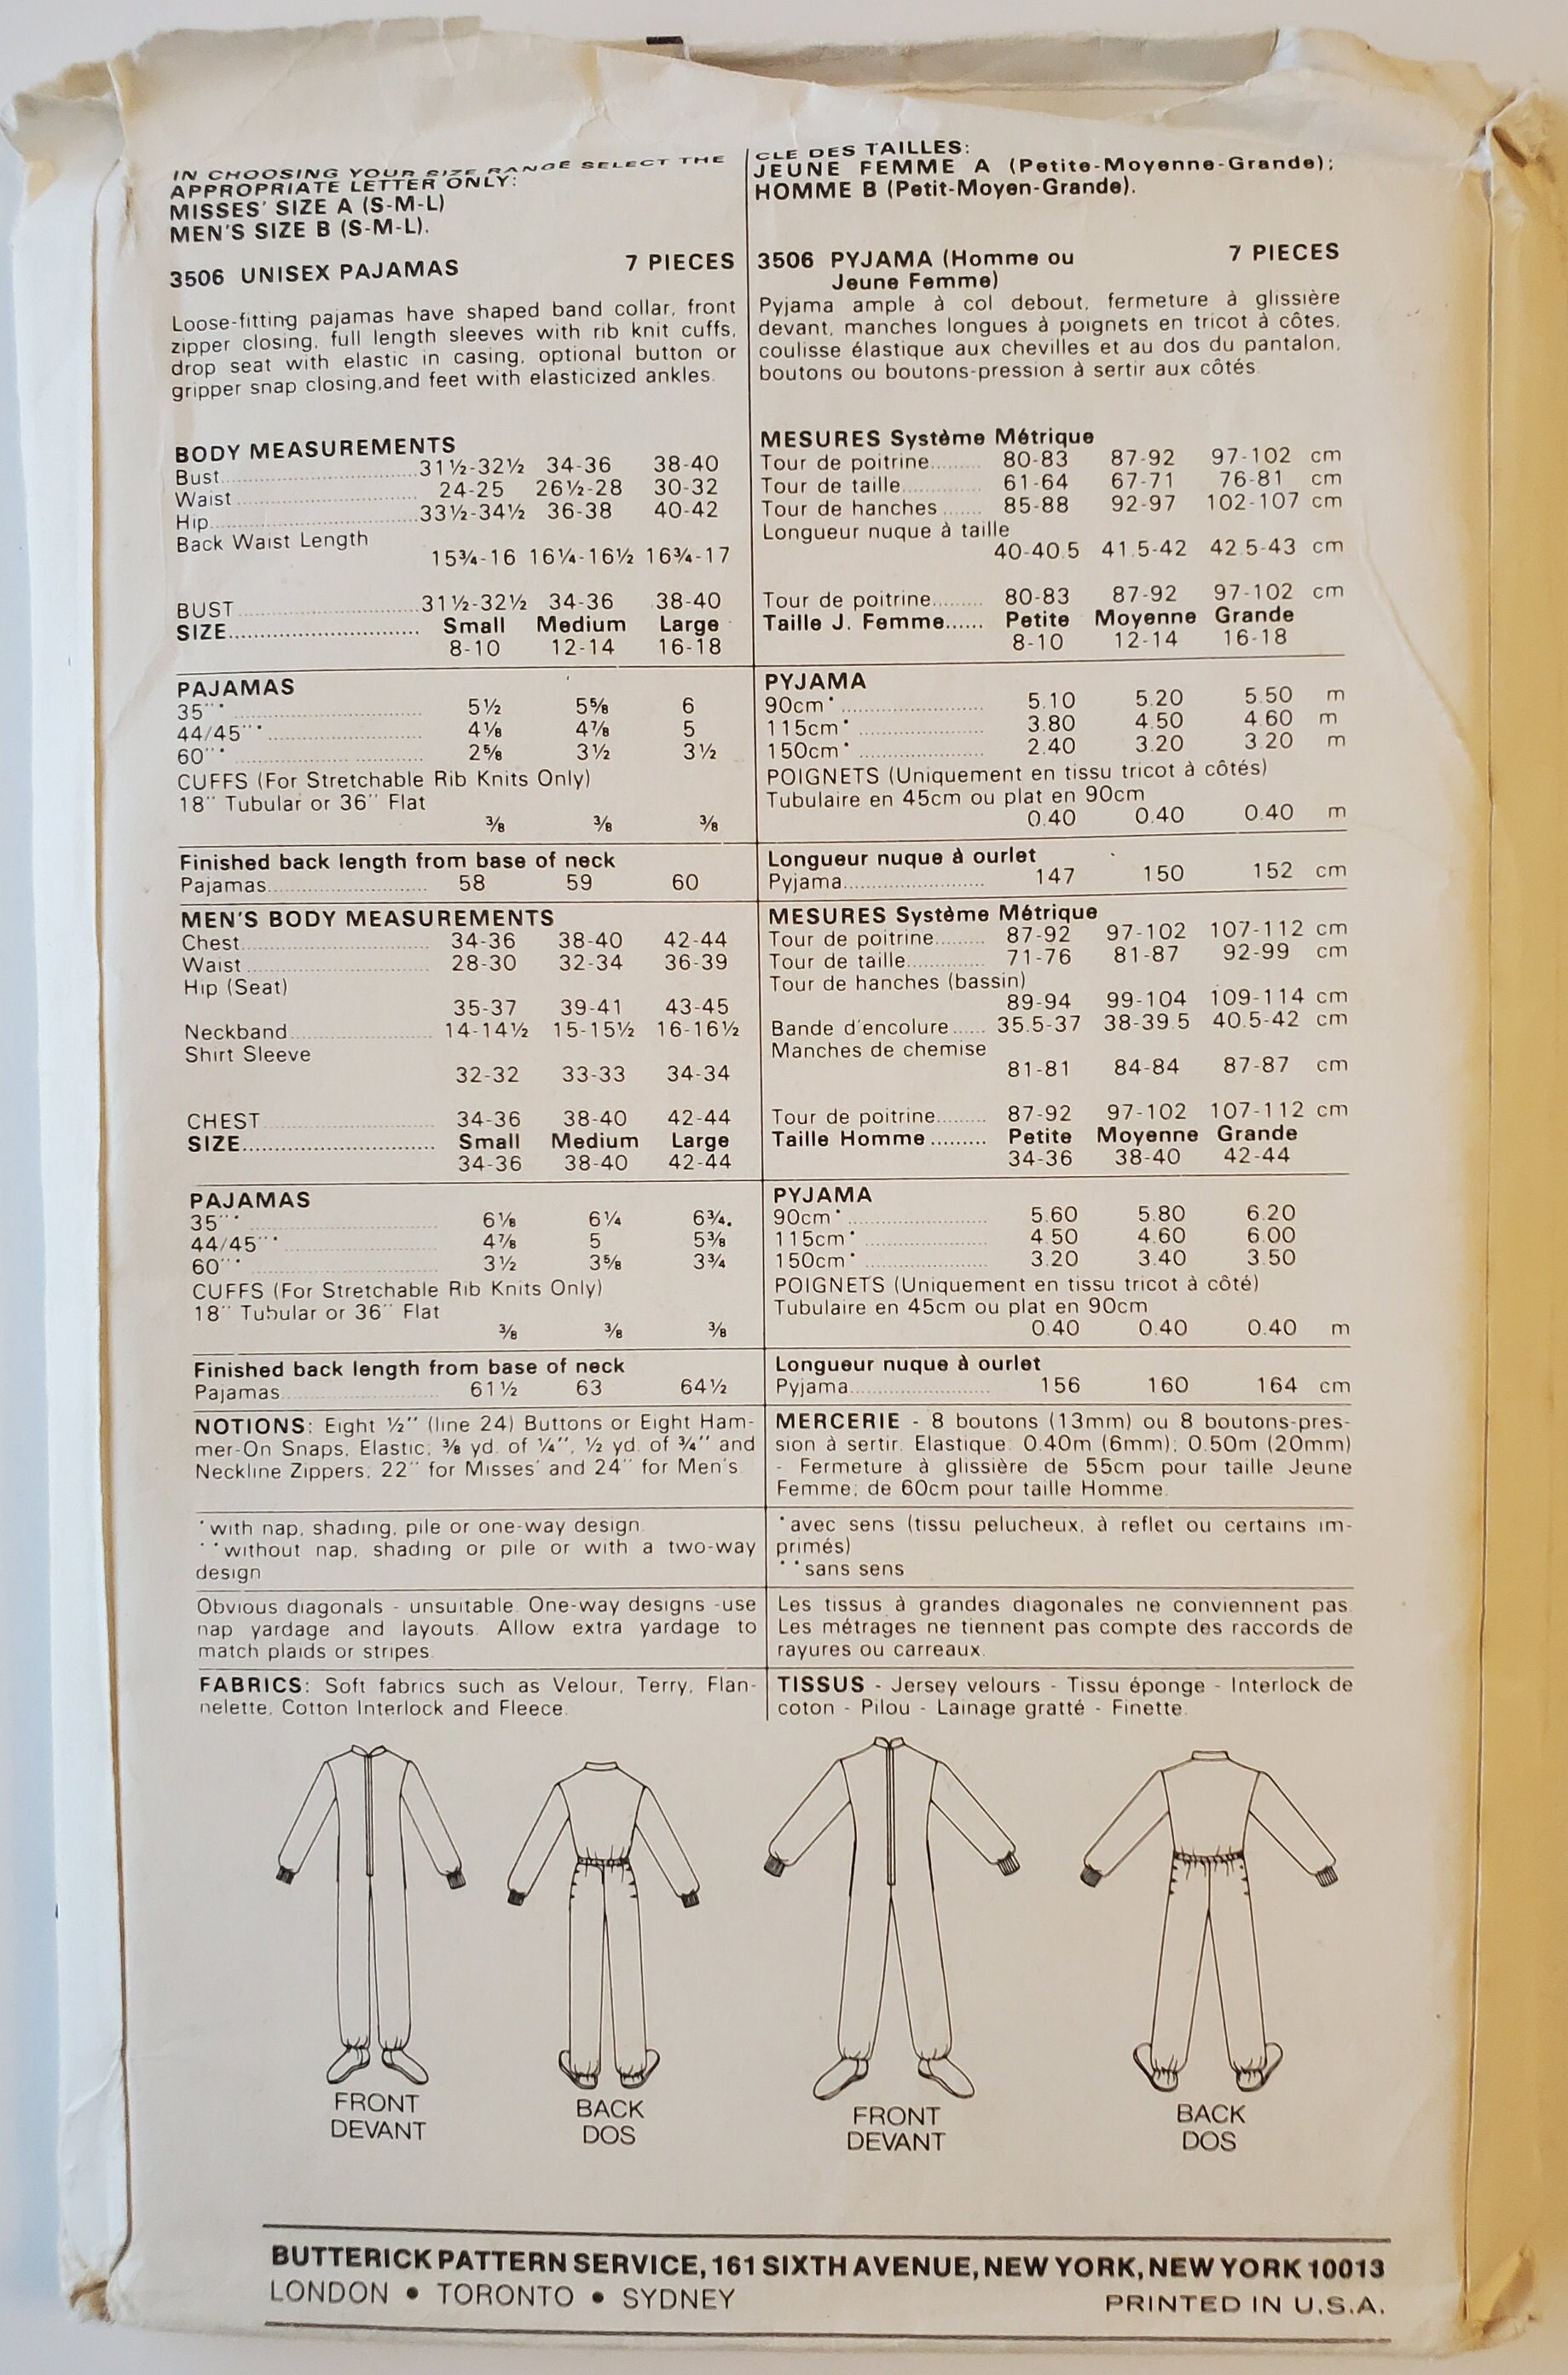 IN CHOOSING YOUR SIZE RANGE SELECT THE
APPROPRIATE LETTER ONLY:
MISSES' SIZE A (S-M-L)
MEN'S SIZE B (S-M-L).
3506 UNISEX PAJAMAS 7 PIECES
Loose-fitting pajamas have shaped band collar, front
zipper closing, full length sleeves with rib knit cuffs,
drop seat with elastic in casing, optional button or
gripper snap closing,and feet with elasticized ankles.
BODY MEASUREMENTS
Bust 31½-32½ 34-36 38-40
Waist 24-25 26½-28 30-32
Hip 33½-34½ 36-38 40-42
Back Waist Length
15¾-16 16¼-16½ 16¾-17
BUST 31½-32½ 34-36 38-40
SIZE Small Medium Large
8-10 12-14 16-18
PAJAMAS
35"* 5½ 5⅝ 6
44/45"* 4⅛ 4⅞ 5
60"* 2⅝ 3½ 3½
CUFFS (For Stretchable Rib Knits Only)
18" Tubular or 36" Flat
⅜ ⅜ ⅜
Finished back length from base of neck
Pajamas 58 59 60
MEN'S BODY MEASUREMENTS
Chest 34-36 38-40 42-44
Waist 28-30 32-34 36-39
Hip (Seat)
35-37 39-41 43-45
Neckband 14-14½ 15-15½ 16-16½
Shirt Sleeve
32-32 33-33 34-34
CHEST 34-36 38-40 42-44
SIZE Small Medium Large
34-36 38-40 42-44
PAJAMAS
35"* 6⅛ 6¼ 6¾.
44/45"* 4⅞ 5 5⅜
60"* 3½ 3⅝ 3¾
CUFFS (For Stretchable Rib Knits Only)
18" Tubular or 36" Flat
⅜ ⅜ ⅜
Finished back length from base of neck
Pajamas 61½ 63 64½
NOTIONS: Eight ½" (line 24) Buttons or Eight Ham-
mer-On Snaps, Elastic; ⅜ yd. of ¼", ½ yd. of ¾" and
Neckline Zippers; 22" for Misses' and 24" for Men's.
*with nap, shading, pile or one-way design.
**without nap, shading or pile or with a two-way
design
Obvious diagonals - unsuitable. One-way designs -use
nap yardage and layouts. Allow extra yardage to
match plaids or stripes.
FABRICS: Soft fabrics such as Velour, Terry, Flan-
nelette, Cotton Interlock and Fleece.
CLE DES TAILLES:
JEUNE FEMME A (Petite-Moyenne-Grande);
HOMME B (Petit-Moyen-Grande).
3506 PYJAMA (Homme ou 7 PIECES
Jeune Femme)
Pyjama ample à col debout, fermeture à glissière
devant, manches longues à poignets en tricot à côtes,
coulisse élastique aux chevilles et au dos du pantalon,
boutons ou boutons-pression à sertir aux côtés.
MESURES Système Métrique
Tour de poitrine 80-83 87-92 97-102 cm
Tour de taille 61-64 67-71 76-81 cm
Tour de hanches 85-88 92-97 102-107 cm
Longueur nuque à taille
40-40.5 41.5-42 42.5-43 cm
Tour de poitrine 80-83 87-92 97-102 cm
Taille J. Femme Petite Moyenne Grande
8-10 12-14 16-18
PYJAMA
90cm* 5.10 5.20 5.50 m
115cm* 3.80 4.50 4.60 m
150cm* 2.40 3.20 3.20 m
POIGNETS (Uniquement en tissu tricot à côtés)
Tubulaire en 45cm ou plat en 90cm
0.40 0.40 0.40 m
Longueur nuque à ourlet
Pyjama 147 150 152 cm
MESURES Système Métrique
Tour de poitrine 87-92 97-102 107-112 cm
Tour de taille 71-76 81-87 92-99 cm
Tour de hanches (bassin)
89-94 99-104 109-114 cm
Bande d'encolure 35.5-37 38-39.5 40.5-42 cm
Manches de chemise
81-81 84-84 87-87 cm
Tour de poitrine 87-92 97-102 107-112 cm
Taille Homme Petite Moyenne Grande
34-36 38-40 42-44
PYJAMA
90cm* 5.60 5.80 6.20
115cm* 4.50 4.60 6.00
150cm* 3.20 3.40 3.50
POIGNETS (Uniquement en tissu tricot à côté)
Tubulaire en 45cm ou plat en 90cm
0.40 0.40 0.40 m
Longueur nuque à ourlet
Pyjama 156 160 164 cm
MERCERIE - 8 boutons (13mm) ou 8 boutons-pres-
sion à sertir. Elastique: 0.40m (6mm); 0.50m (20mm)
- Fermeture à glissière de 55cm pour taille Jeune
Femme; de 60cm pour taille Homme.
*avec sens (tissu pelucheux, à reflet ou certains im-
primés)
**sans sens
Les tissus à grandes diagonales ne conviennent pas.
Les métrages ne tiennent pas compte des raccords de
rayures ou carreaux.
TISSUS - Jersey velours - Tissu éponge - Interlock de
coton - Pilou - Lainage gratté - Finette.
FRONT
DEVANT
BACK
DOS
FRONT
DEVANT
BACK
DOS
BUTTERICK PATTERN SERVICE, 161 SIXTH AVENUE, NEW YORK, NEW YORK 10013
LONDON • TORONTO • SYDNEY PRINTED IN U.S.A.